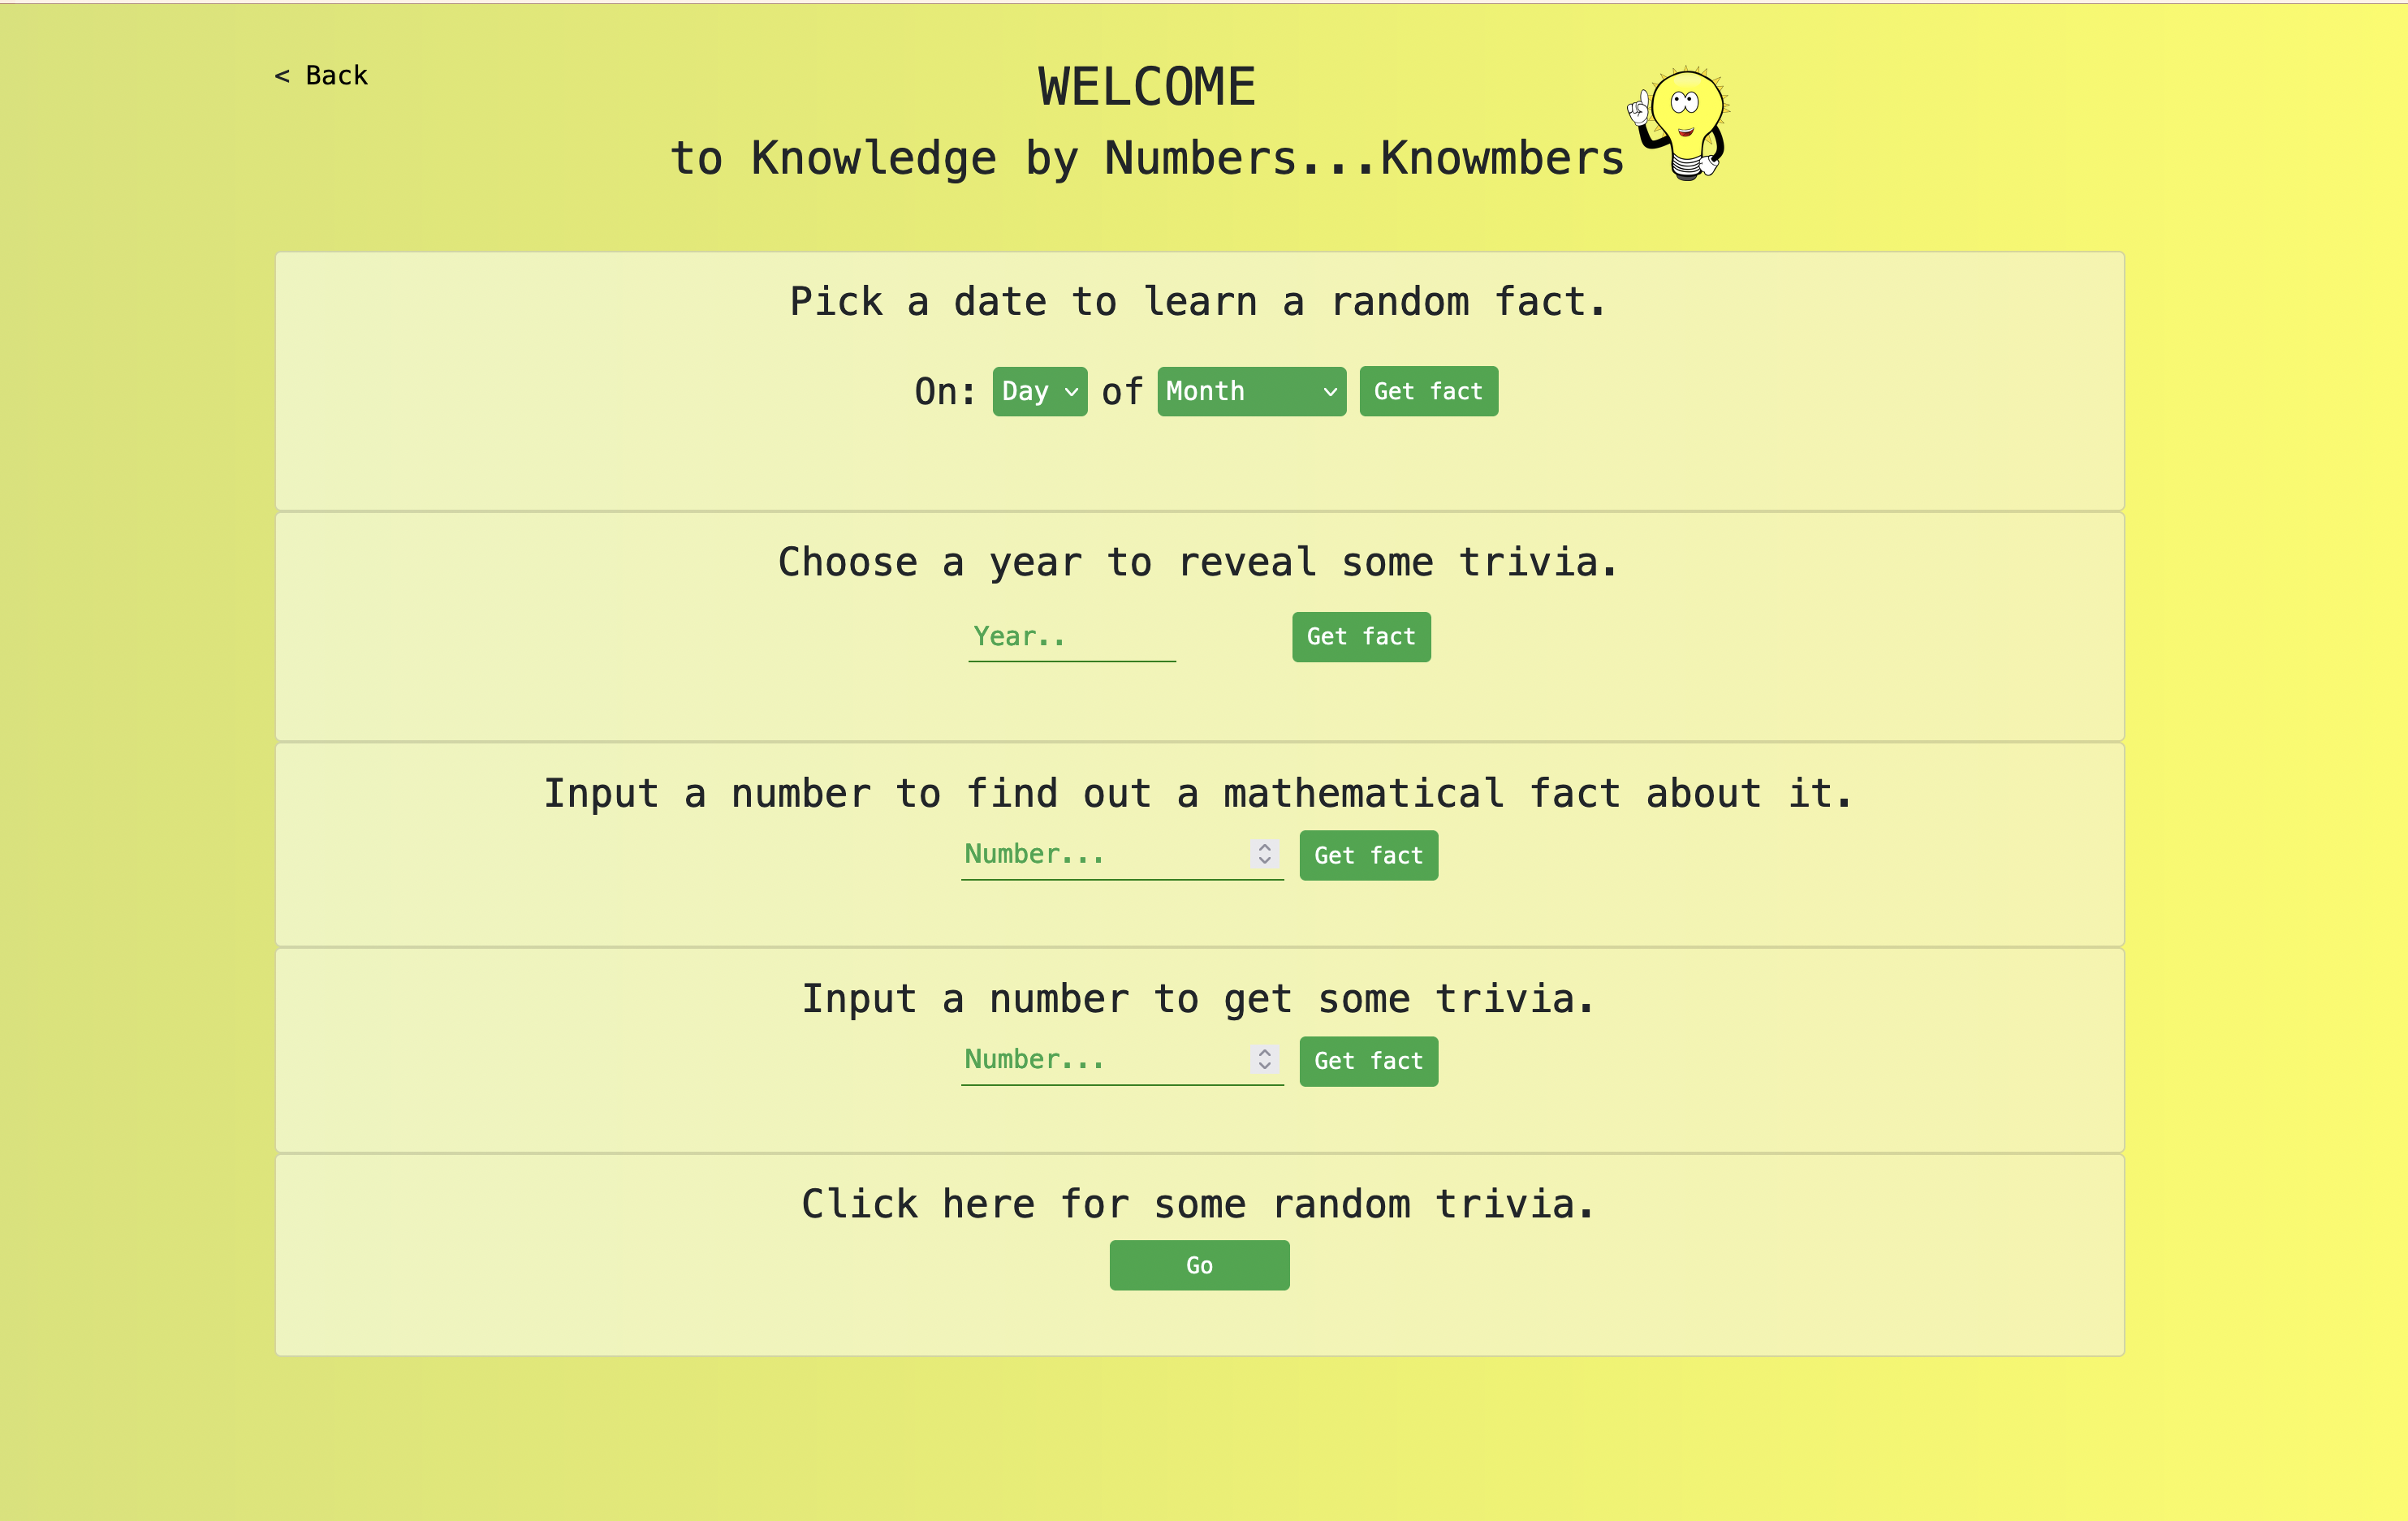 < Back
WELCOME
to Knowledge by Numbers...Knowmbers
Pick a date to learn a random fact.
On: Day of Month Get fact
Choose a year to reveal some trivia.
Year.. Get fact
Input a number to find out a mathematical fact about it.
Number... Get fact
Input a number to get some trivia.
Number... Get fact
Click here for some random trivia.
Go